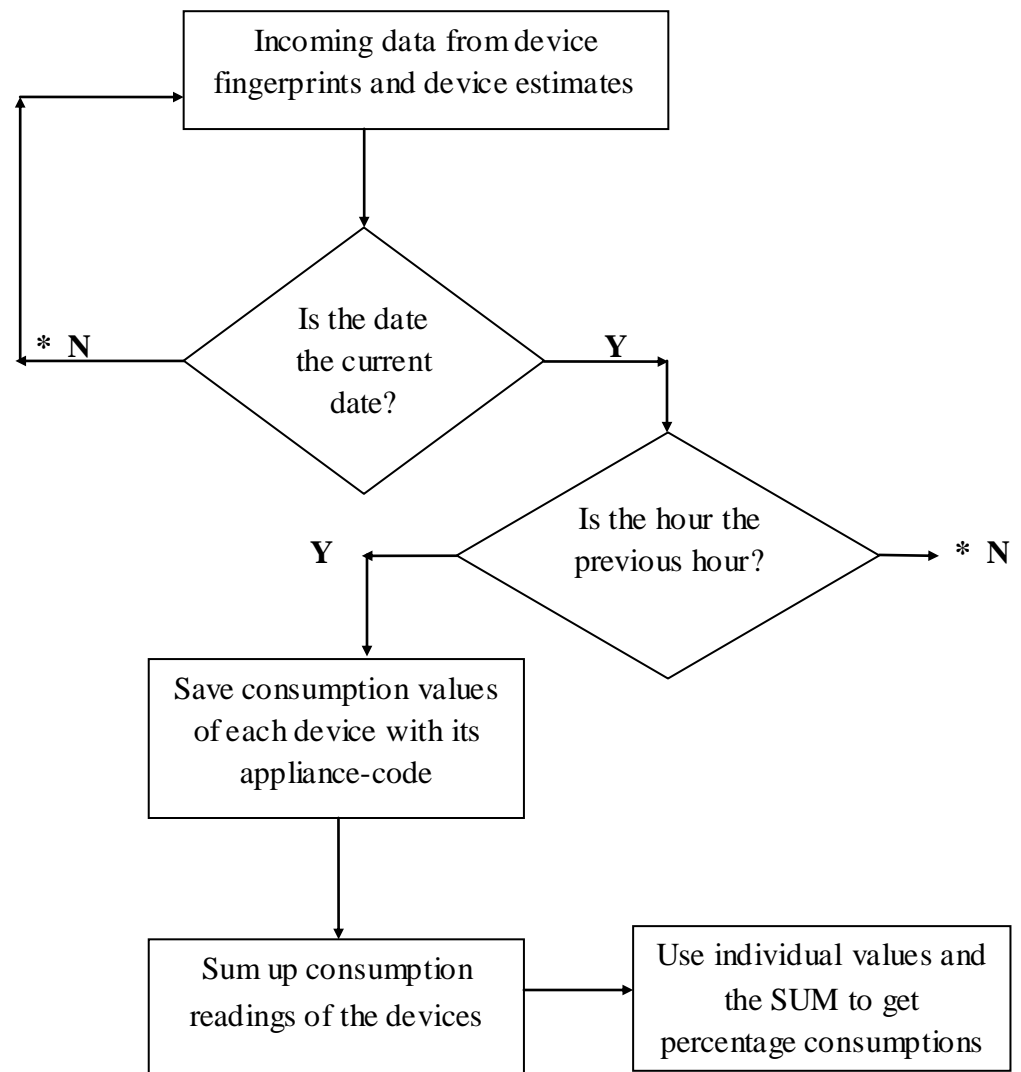 Incoming data from device
fingerprints and device estimates
Is the date
the current
date?
* N
Y
Is the hour the
previous hour?
Y
* N
Save consumption values
of each device with its
appliance-code
Sum up consumption
readings of the devices
Use individual values and
the SUM to get
percentage consumptions